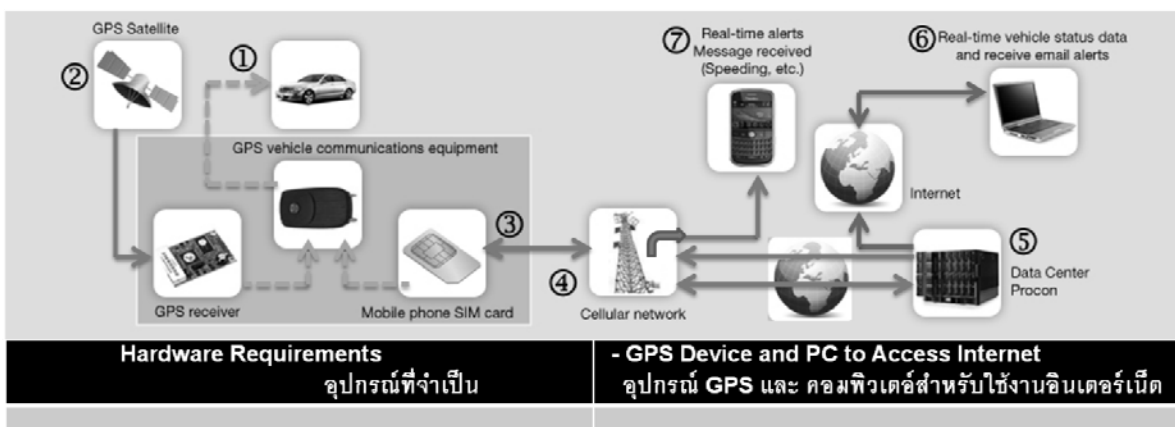 GPS Satellite
②
①
GPS vehicle communications equipment
GPS receiver
Mobile phone SIM card
③
④
Cellular network
⑦
Real-time alerts
Message received
(Speeding, etc.)
⑥
Real-time vehicle status data
and receive email alerts
Internet
⑤
Data Center
Procon
Hardware Requirements
อุปกรณ์ที่จำเป็น
- GPS Device and PC to Access Internet
อุปกรณ์ GPS และ คอมพิวเตอ์สำหรับใช้งานอินเตอร์เน็ต